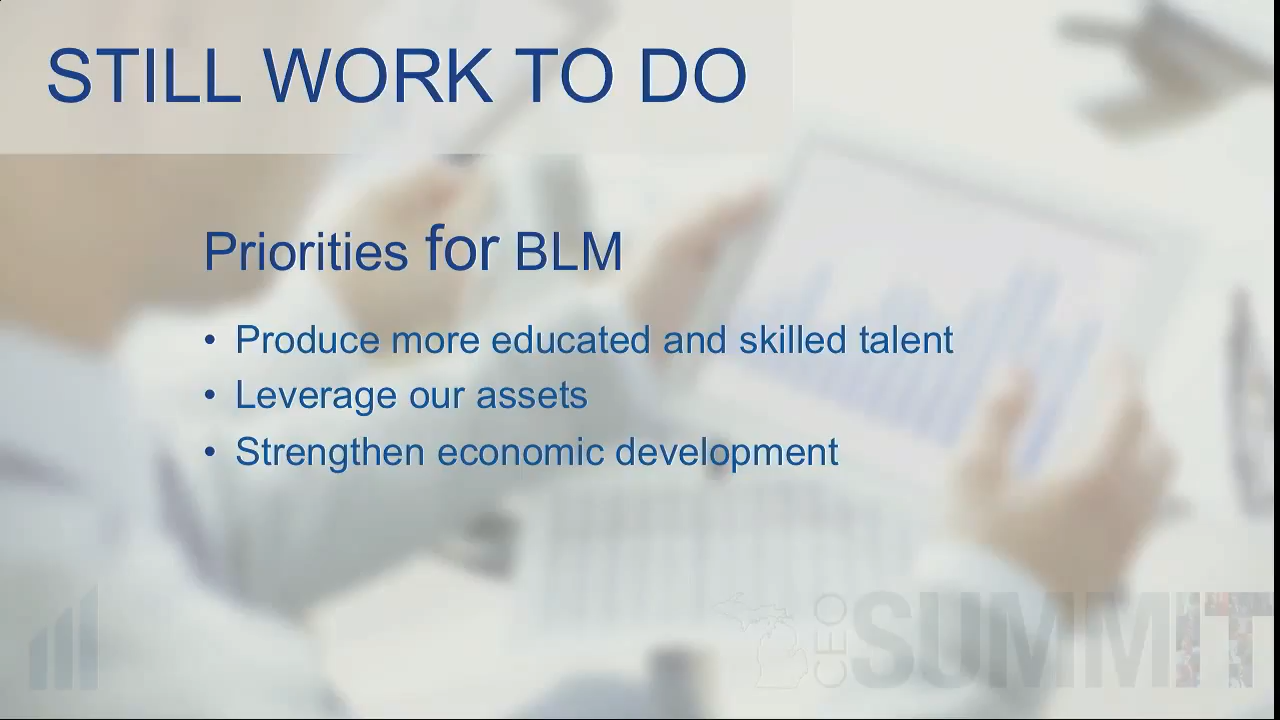 STILL WORK TO DO
Priorities for BLM
• Produce more educated and skilled talent
• Leverage our assets
• Strengthen economic development
CEO SUMMIT